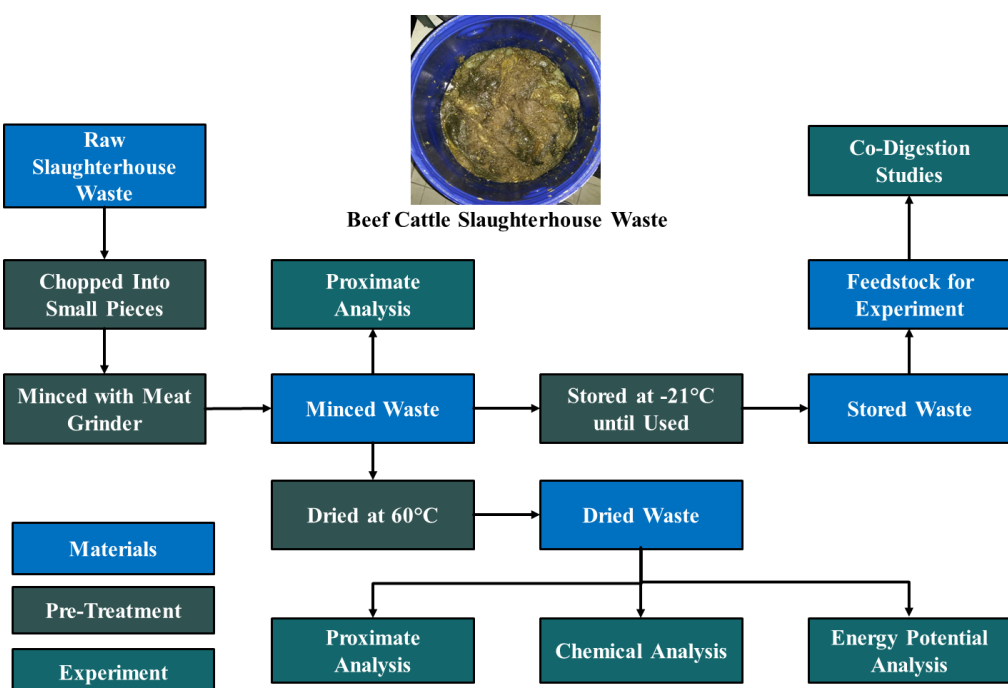 Raw
Slaughterhouse
Waste
Beef Cattle Slaughterhouse Waste
Co-Digestion
Studies
Chopped Into
Small Pieces
Proximate
Analysis
Feedstock for
Experiment
Minced with Meat
Grinder
Minced Waste
Stored at -21°C
until Used
Stored Waste
Dried at 60°C
Dried Waste
Materials
Pre-Treatment
Experiment
Proximate
Analysis
Chemical Analysis
Energy Potential
Analysis